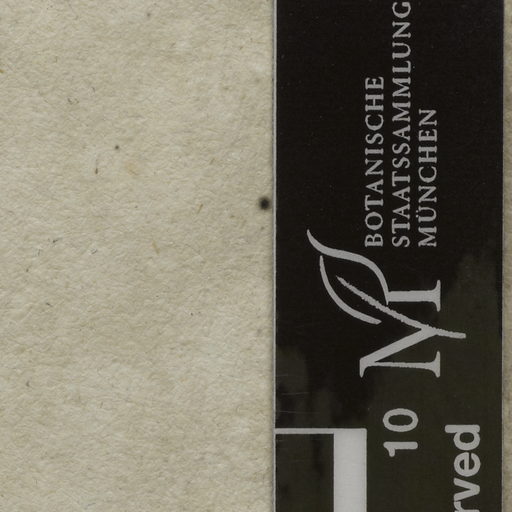 BOTANISCHE
STAATSSAMMLUNG
MÜNCHEN
10
rved